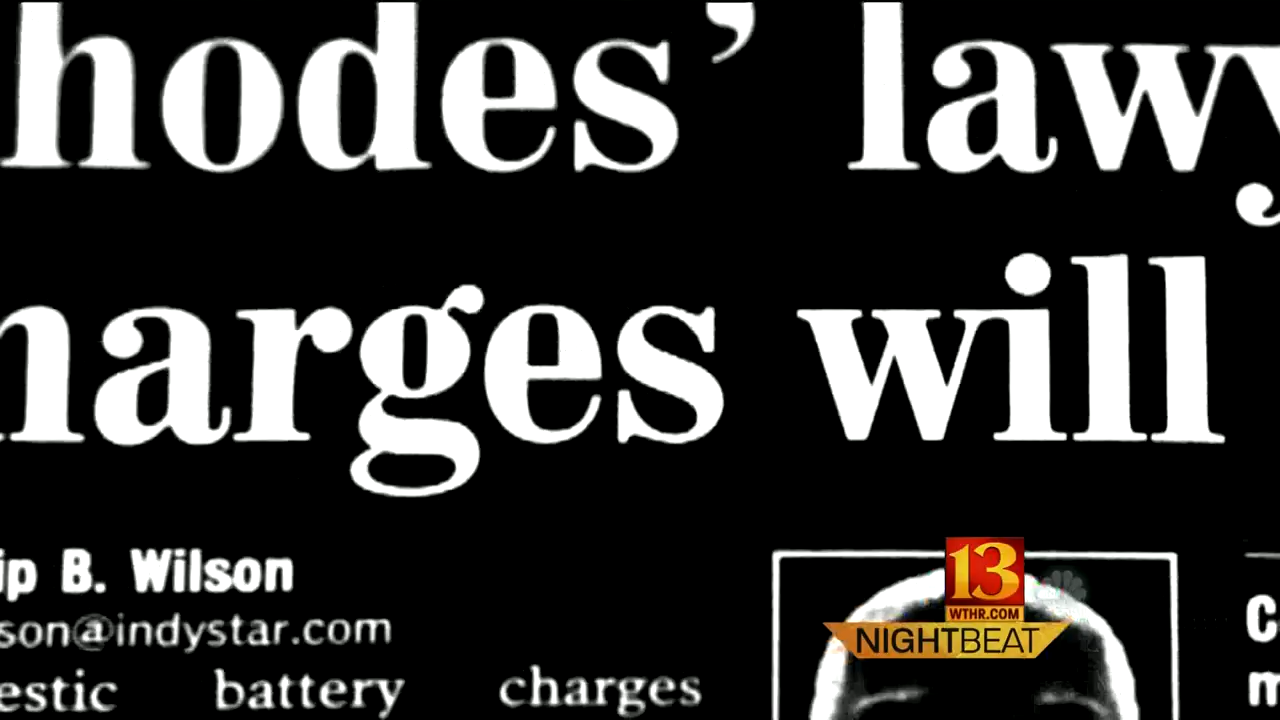 hodes’ lawy
harges will
ip B. Wilson
son@indystar.com
estic battery charges
13
WTHR.COM
NIGHTBEAT
C
m